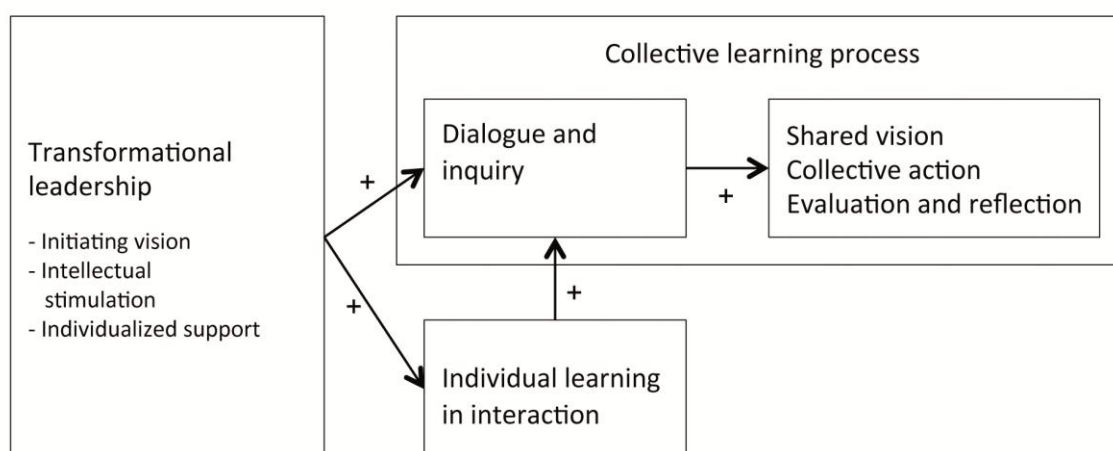 Transformational
leadership
- Initiating vision
- Intellectual
stimulation
- Individualized support
+
+
Collective learning process
Dialogue and
inquiry
+
Shared vision
Collective action
Evaluation and reflection
+
Individual learning
in interaction